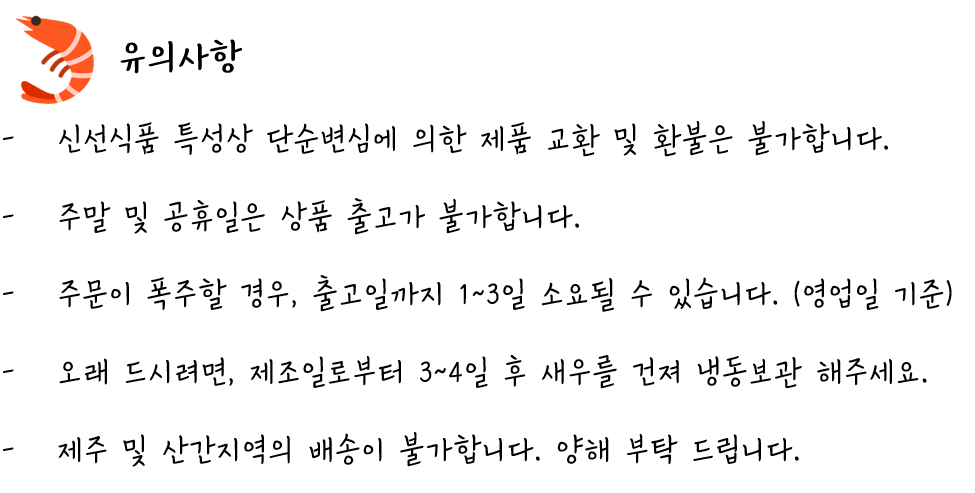 유의사항
- 신선식품 특성상 단순변심에 의한 제품 교환 및 환불은 불가합니다.
- 주말 및 공휴일은 상품 출고가 불가합니다.
- 주문이 폭주할 경우, 출고일까지 1~3일 소요될 수 있습니다. (영업일 기준)
- 오래 드시려면, 제조일로부터 3~4일 후 새우를 건져 냉동보관 해주세요.
- 제주 및 산간지역의 배송이 불가합니다. 양해 부탁 드립니다.